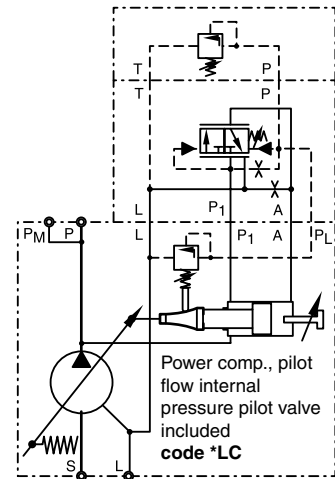 T P
T P
L P1 A
PM P L P1 A PL
Power comp., pilot
flow internal
pressure pilot valve
included
code *LC
S L